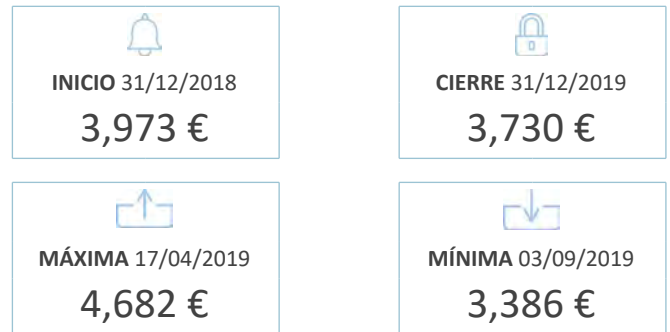 INICIO 31/12/2018
3,973 €
CIERRE 31/12/2019
3,730 €
MÁXIMA 17/04/2019
4,682 €
MÍNIMA 03/09/2019
3,386 €